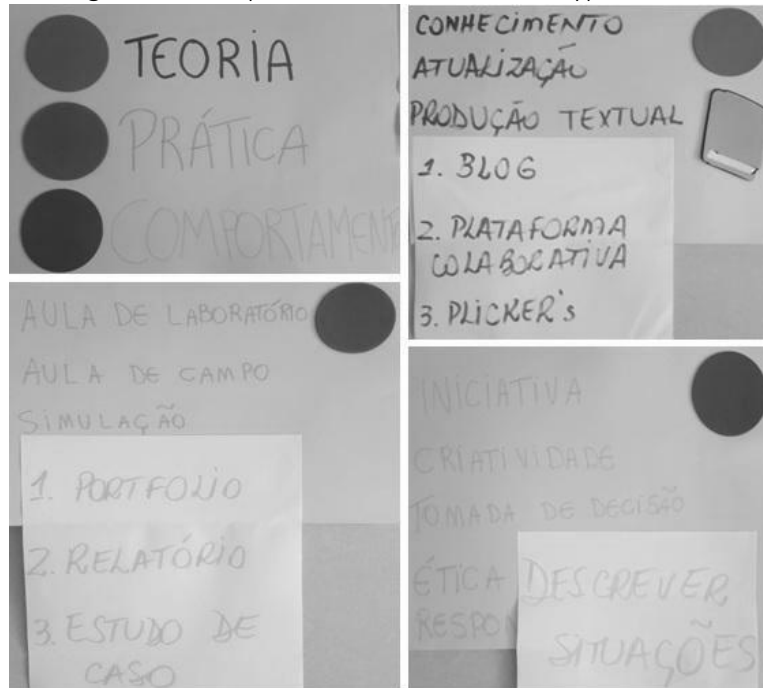 TEORIA
PRÁTICA
COMPORTAMEN
CONHECIMENTO
ATUALIZAÇÃO
PRODUÇÃO TEXTUAL
1. BLOG
2. PLATAFORMA
COLABORATIVA
3. PLICKER's
AULA DE LABORATÓRIO
AULA DE CAMPO
SIMULAÇÃO
1. PORTFOLIO
2. RELATÓRIO
3. ESTUDO DE
CASO
INICIATIVA
CRIATIVIDADE
TOMADA DE DECISÃO
ÉTICA
RESPON
DESCREVER
SITUAÇÕES